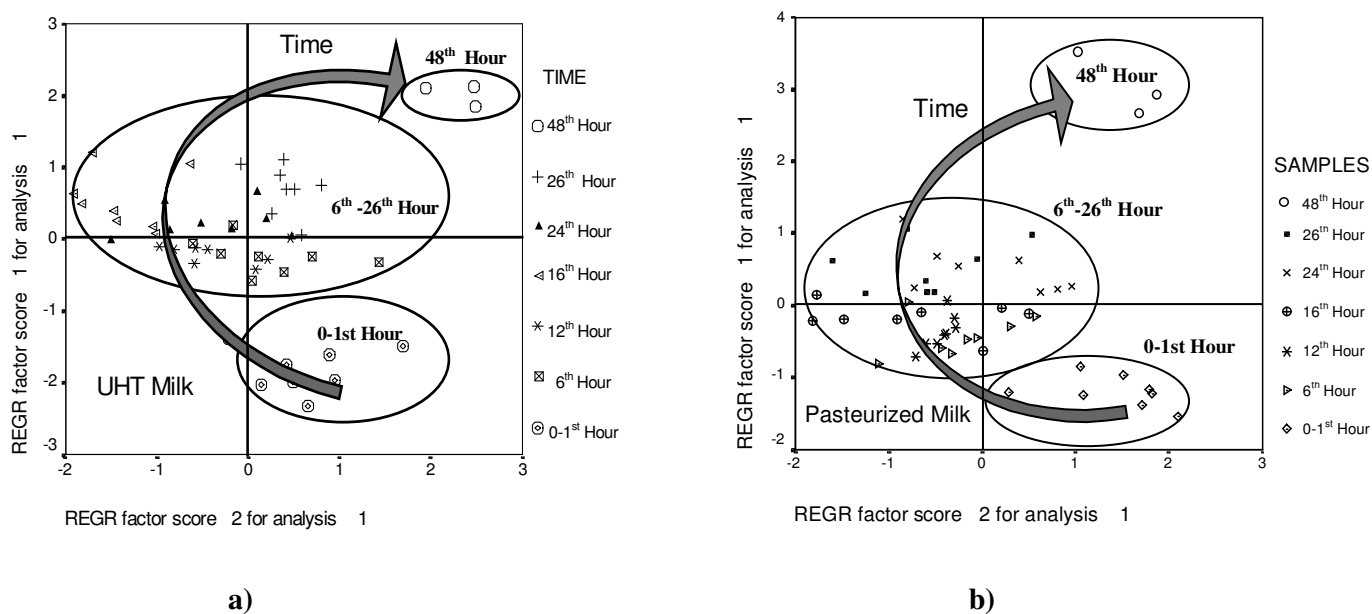 3
2
1
0
-1
-2
-3
-2
-1
0
1
2
3
REGR factor score 1 for analysis 1
REGR factor score 2 for analysis 1
Time
48th Hour
6th -26th Hour
0-1st Hour
UHT Milk
TIME
48th Hour
26th Hour
24th Hour
16th Hour
12th Hour
6th Hour
0-1st Hour
a)
4
3
2
1
0
-1
-2
-2
-1
0
1
2
3
REGR factor score 1 for analysis 1
REGR factor score 2 for analysis 1
48th Hour
Time
6th-26th Hour
0-1st Hour
Pasteurized Milk
SAMPLES
48th Hour
26th Hour
24th Hour
16th Hour
12th Hour
6th Hour
0-1st Hour
b)